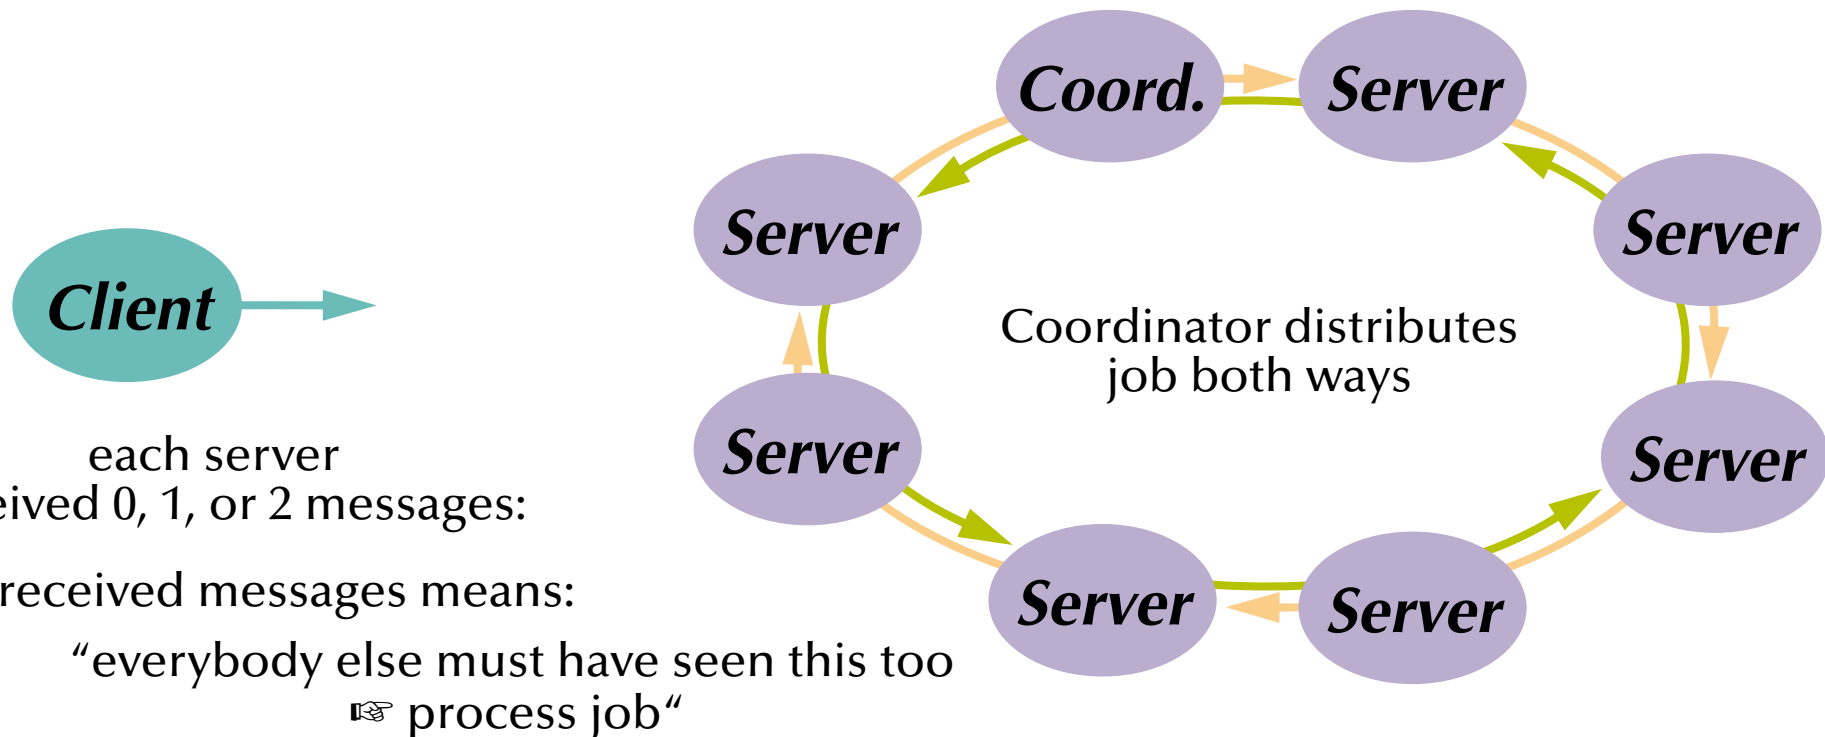 Coord.
Server
Server
Server
Client
Coordinator distributes
job both ways
Server
Server
each server
eived 0, 1, or 2 messages:
Server
Server
received messages means:
“everybody else must have seen this too
☞ process job“